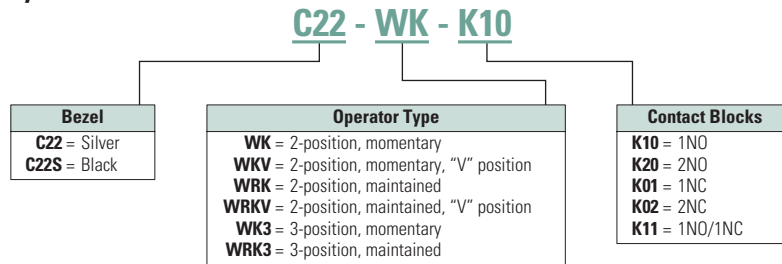 C22 - WK - K10
Bezel
C22 = Silver
C22S = Black
Operator Type
WK = 2-position, momentary
WKV = 2-position, momentary, “V” position
WRK = 2-position, maintained
WRKV = 2-position, maintained, “V” position
WK3 = 3-position, momentary
WRK3 = 3-position, maintained
Contact Blocks
K10 = 1NO
K20 = 2NO
K01 = 1NC
K02 = 2NC
K11 = 1NO/1NC